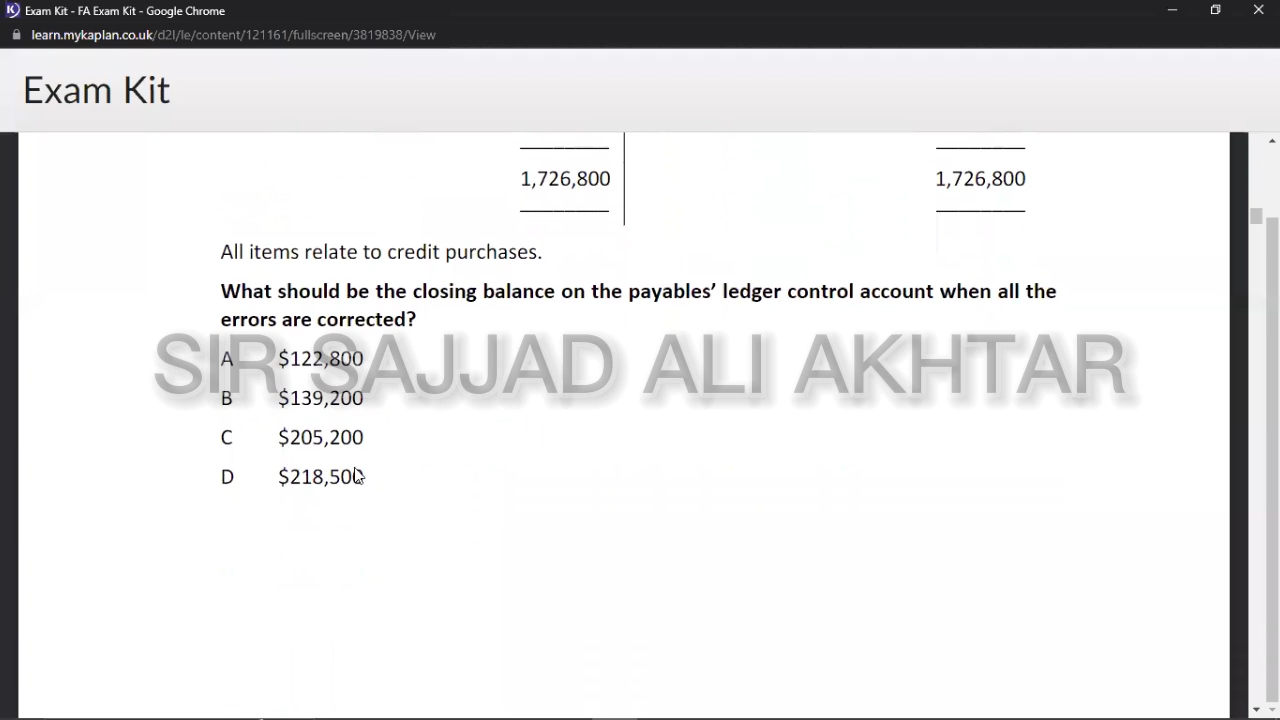 Exam Kit - FA Exam Kit - Google Chrome
learn.mykaplan.co.uk/d2l/le/content/121161/fullscreen/3819838/View
Exam Kit
1,726,800 1,726,800
All items relate to credit purchases.
What should be the closing balance on the payables’ ledger control account when all the
errors are corrected?
SIR SAJJAD ALI AKHTAR
A $122,800
B $139,200
C $205,200
D $218,500